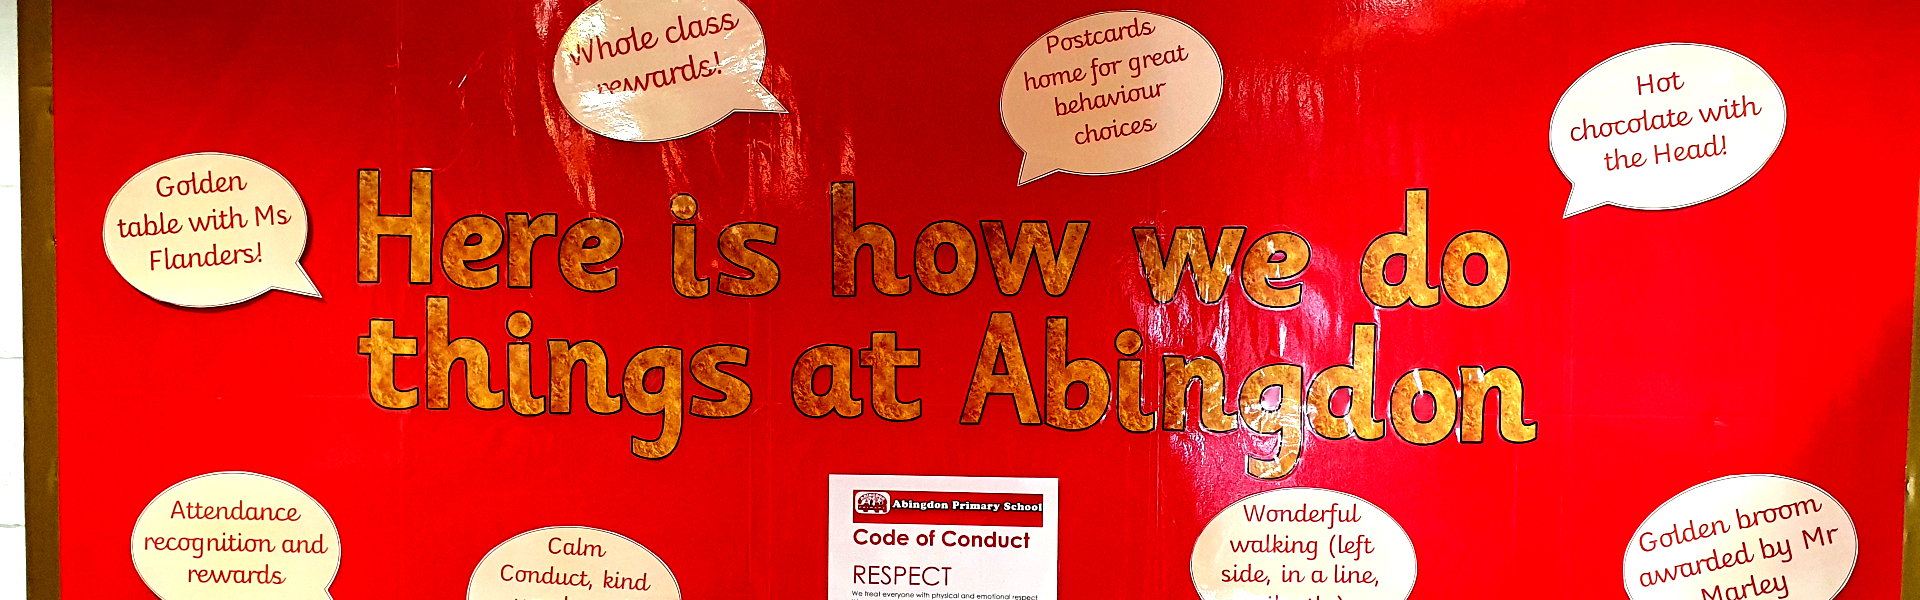 Whole class
rewards!
Postcards
home for great
behaviour
choices
Hot
chocolate with
the Head!
Golden
table with Ms
Flanders!
Here is how we do
things at Abingdon
Attendance
recognition and
rewards
Calm
Conduct, kind
Abingdon Primary School
Code of Conduct
RESPECT
We treat everyone with physical and emotional respect
Wonderful
walking (left
side, in a line,
Golden broom
awarded by Mr
Marley